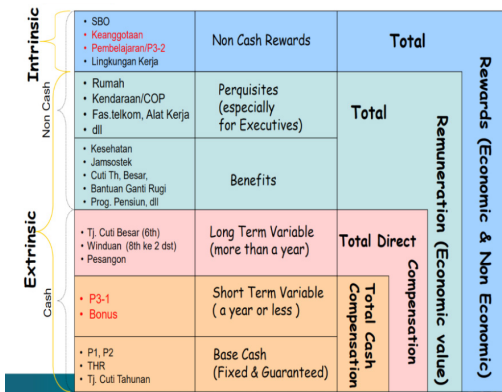 Intrinsic
• SBO
• Keanggotaan
• Pembelajaran/P3-2
• Lingkungan Kerja
Non Cash Rewards
Total
Rewards (Economic & Non Economic)
Extrinsic
Non Cash
• Rumah
• Kendaraan/COP
• Fas.telkom, Alat Kerja
• dll
Perquisites
(especially
for Executives)
Total
Remuneration (Economic value)
• Kesehatan
• Jamsostek
• Cuti Th, Besar,
• Bantuan Ganti Rugi
• Prog. Pensiun, dll
Benefits
Cash
• Tj. Cuti Besar (6th)
• Winduan (8th ke 2 dst)
• Pesangon
Long Term Variable
(more than a year)
Total Direct
Compensation
• P3-1
• Bonus
Short Term Variable
( a year or less )
Total Cash
Compensation
• P1, P2
• THR
• Tj. Cuti Tahunan
Base Cash
(Fixed & Guaranteed)